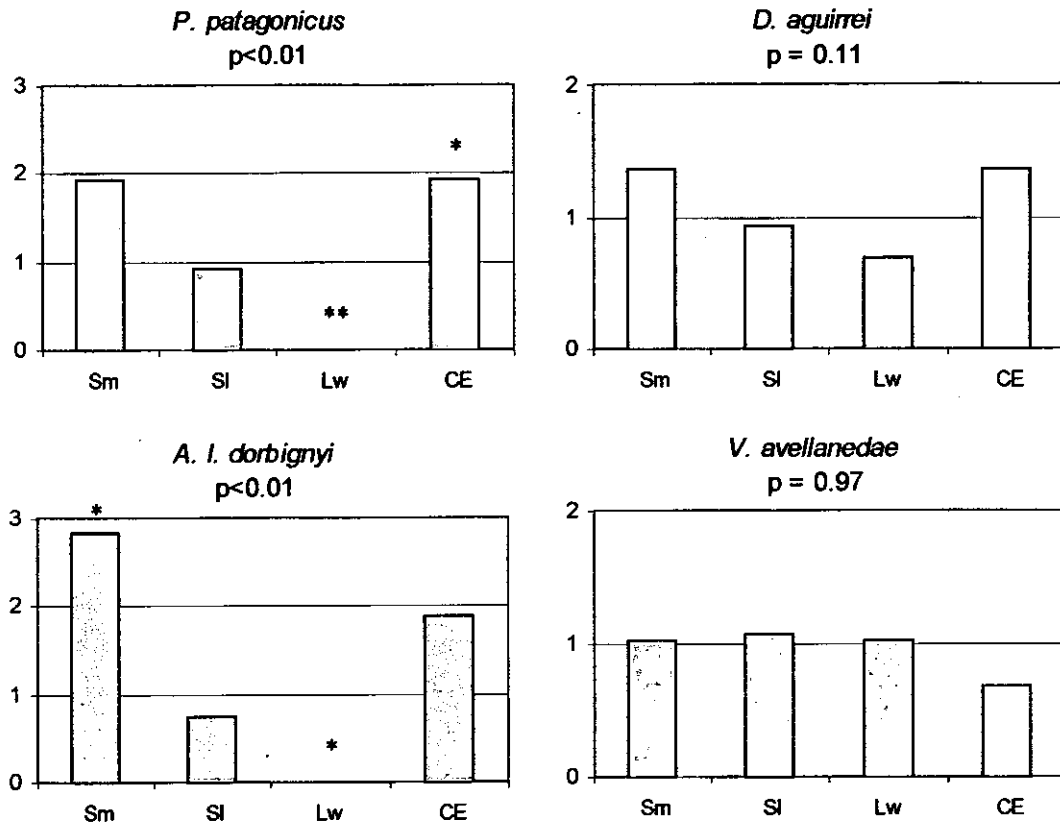 P. patagonicus
p<0.01
3
2
1
0
*
**
Sm
Sl
Lw
CE
D. aguirrei
p = 0.11
2
1
0
Sm
Sl
Lw
CE
A. l. dorbignyi
p<0.01
3
2
1
0
*
*
Sm
Sl
Lw
CE
V. avellanedae
p = 0.97
2
1
0
Sm
Sl
Lw
CE